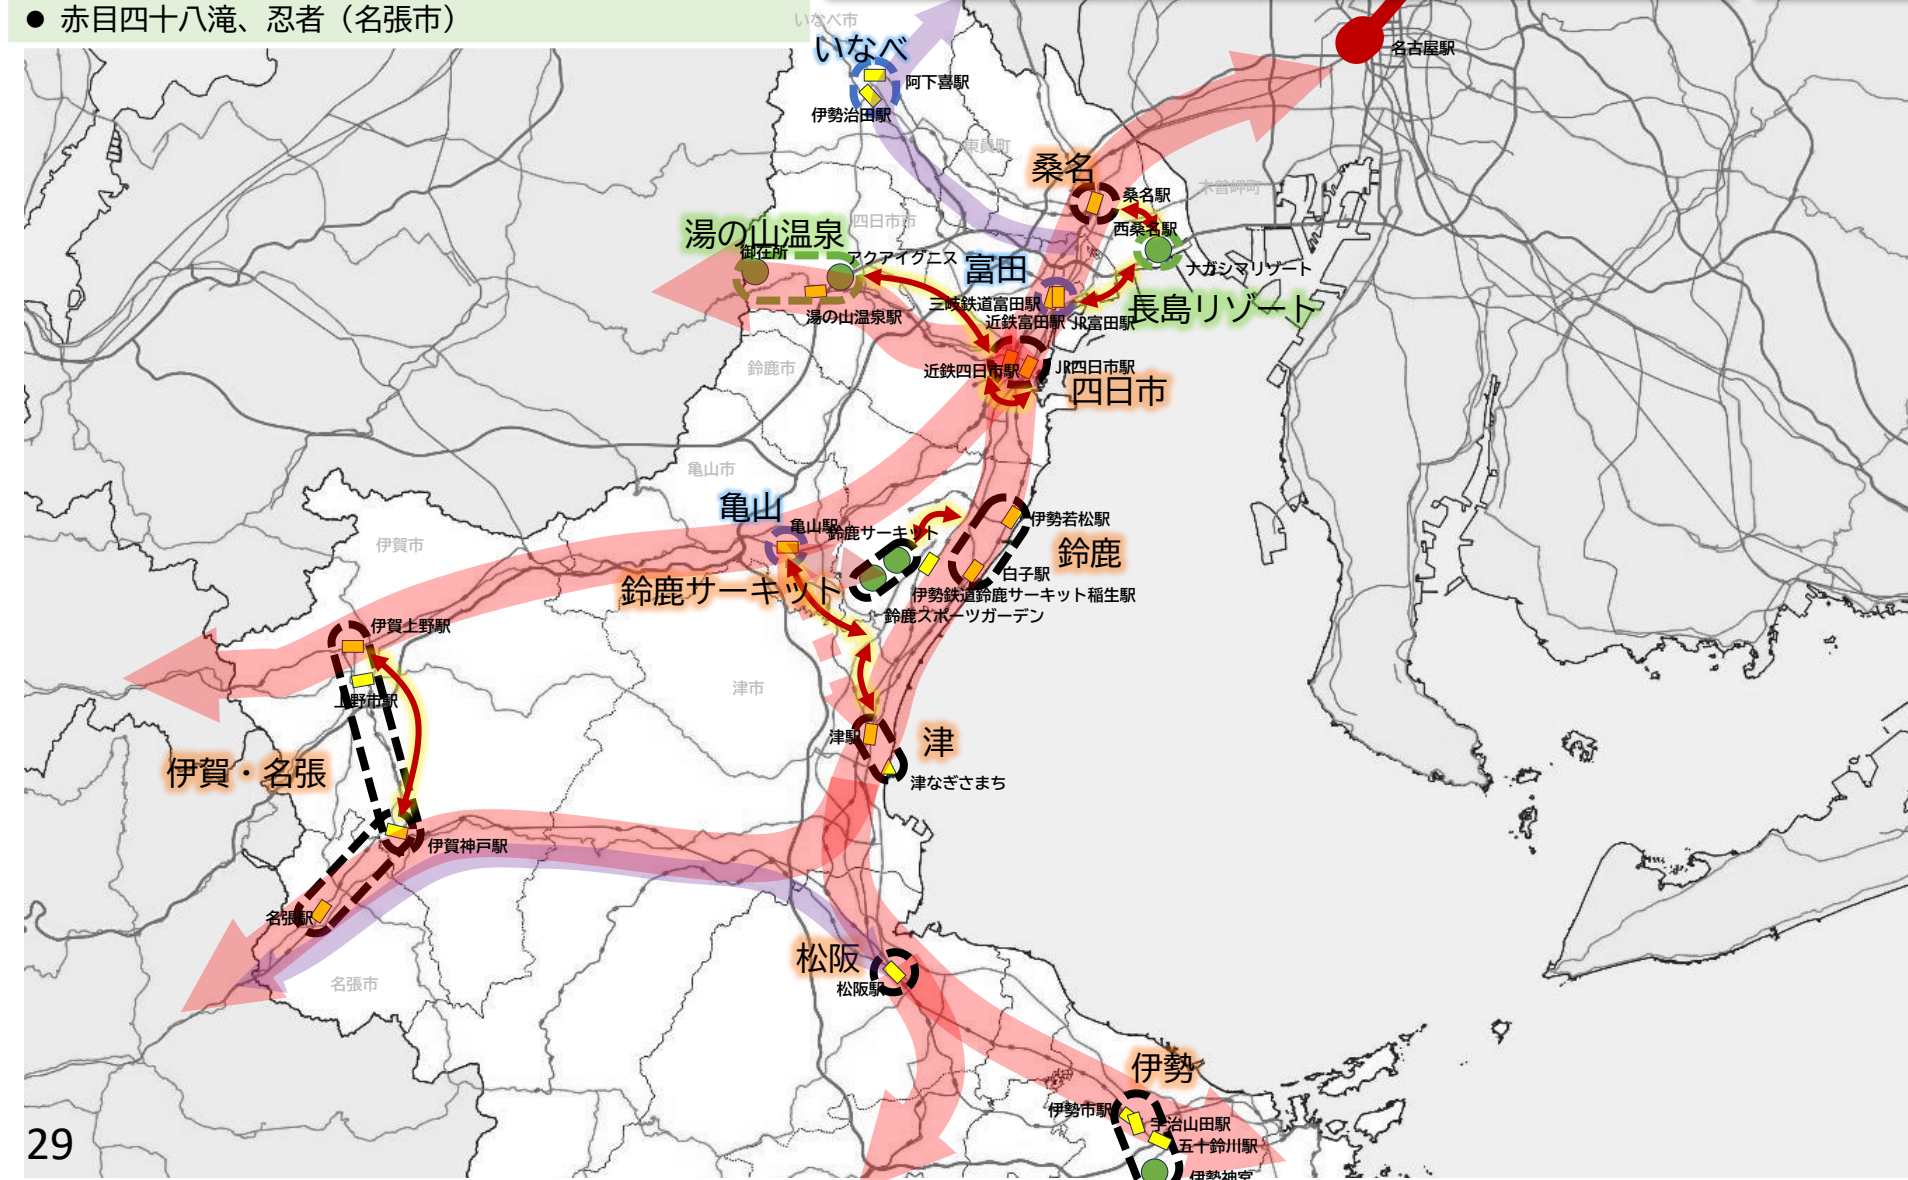 ● 赤目四十八滝、忍者（名張市）
いなべ市
いなべ
名古屋駅
阿下喜駅
伊勢治田駅
東員町
桑名
桑名駅
木曽岬町
四日市市
西桑名駅
湯の山温泉
御在所
アクアイグニス
富田
ナガシマリゾート
三岐鉄道富田駅
長島リゾート
湯の山温泉駅
近鉄富田駅
JR富田駅
鈴鹿市
近鉄四日市駅
JR四日市駅
四日市
亀山市
亀山
亀山駅
鈴鹿サーキット
伊勢若松駅
伊賀市
鈴鹿
鈴鹿サーキット
白子駅
伊勢鉄道鈴鹿サーキット稲生駅
鈴鹿スポーツガーデン
伊賀上野駅
津市
上野市駅
津駅
津
伊賀・名張
津なぎさまち
伊賀神戸駅
名張駅
松阪
名張市
松阪駅
伊勢
伊勢市駅
宇治山田駅
五十鈴川駅
伊勢神宮
29